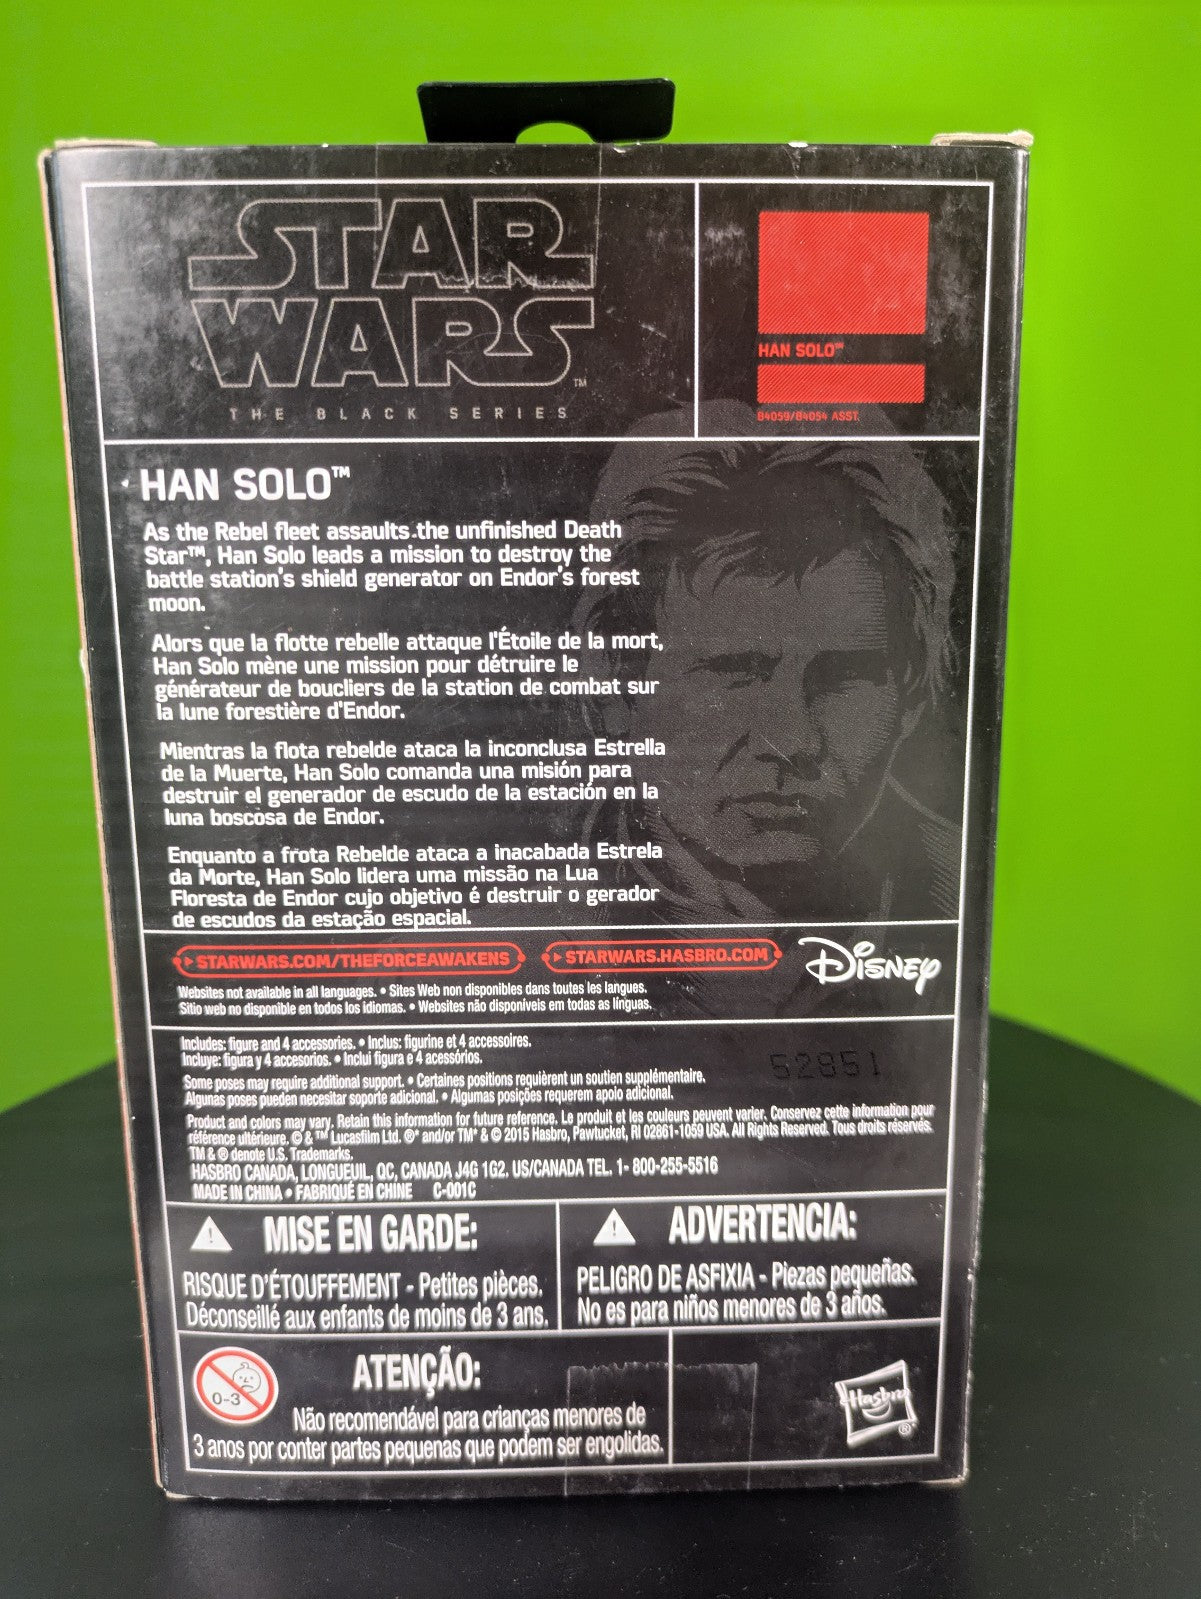 STAR
WARS™
THE BLACK SERIES
HAN SOLO™
B4059/B4054 ASST.
HAN SOLO™
As the Rebel fleet assaults the unfinished Death
Star™, Han Solo leads a mission to destroy the
battle station's shield generator on Endor's forest
moon.
Alors que la flotte rebelle attaque l'Étoile de la mort,
Han Solo mène une mission pour détruire le
générateur de boucliers de la station de combat sur
la lune forestière d'Endor.
Mientras la flota rebelde ataca la inconclusa Estrella
de la Muerte, Han Solo comanda una misión para
destruir el generador de escudo de la estación en la
luna boscosa de Endor.
Enquanto a frota Rebelde ataca a inacabada Estrela
da Morte, Han Solo lidera uma missão na Lua
Floresta de Endor cujo objetivo é destruir o gerador
de escudos da estação espacial.
STARWARS.COM/THEFORCEAWAKENS
STARWARS.HASBRO.COM
Disney
Websites not available in all languages. • Sites Web non disponibles dans toutes les langues.
Sitio web no disponible en todos los idiomas. • Websites não disponíveis em todas as línguas.
Includes: figure and 4 accessories. • Inclus: figurine et 4 accessoires.
Incluye: figura y 4 accesorios. • Inclui figura e 4 acessórios.
52851
Some poses may require additional support. • Certaines positions requièrent un soutien supplémentaire.
Algunas poses pueden necesitar soporte adicional. • Algumas posições requerem apoio adicional.
Product and colors may vary. Retain this information for future reference. Le produit et les couleurs peuvent varier. Conservez cette information pour
référence ultérieure. © & ™ Lucasfilm Ltd. ®* and/or TM* & © 2015 Hasbro, Pawtucket, RI 02861-1059 USA. All Rights Reserved. Tous droits réservés.
TM & ® denote U.S. Trademarks.
HASBRO CANADA, LONGUEUIL, QC, CANADA J4G 1G2. US/CANADA TEL. 1-800-255-5516
MADE IN CHINA • FABRIQUÉ EN CHINE C-001C
MISE EN GARDE:
RISQUE D'ÉTOUFFEMENT - Petites pièces.
Déconseillé aux enfants de moins de 3 ans.
ADVERTENCIA:
PELIGRO DE ASFIXIA - Piezas pequeñas.
No es para niños menores de 3 años.
0-3
ATENÇÃO:
Não recomendável para crianças menores de
3 anos por conter partes pequenas que podem ser engolidas.
Hasbro®